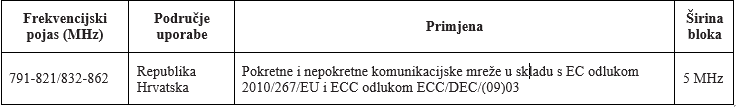 Frekvencijski pojas (MHz) | Područje uporabe | Primjena | Širina bloka
791-821/832-862 | Republika Hrvatska | Pokretne i nepokretne komunikacijske mreže u skladu s EC odlukom 2010/267/EU i ECC odlukom ECC/DEC/(09)03 | 5 MHz